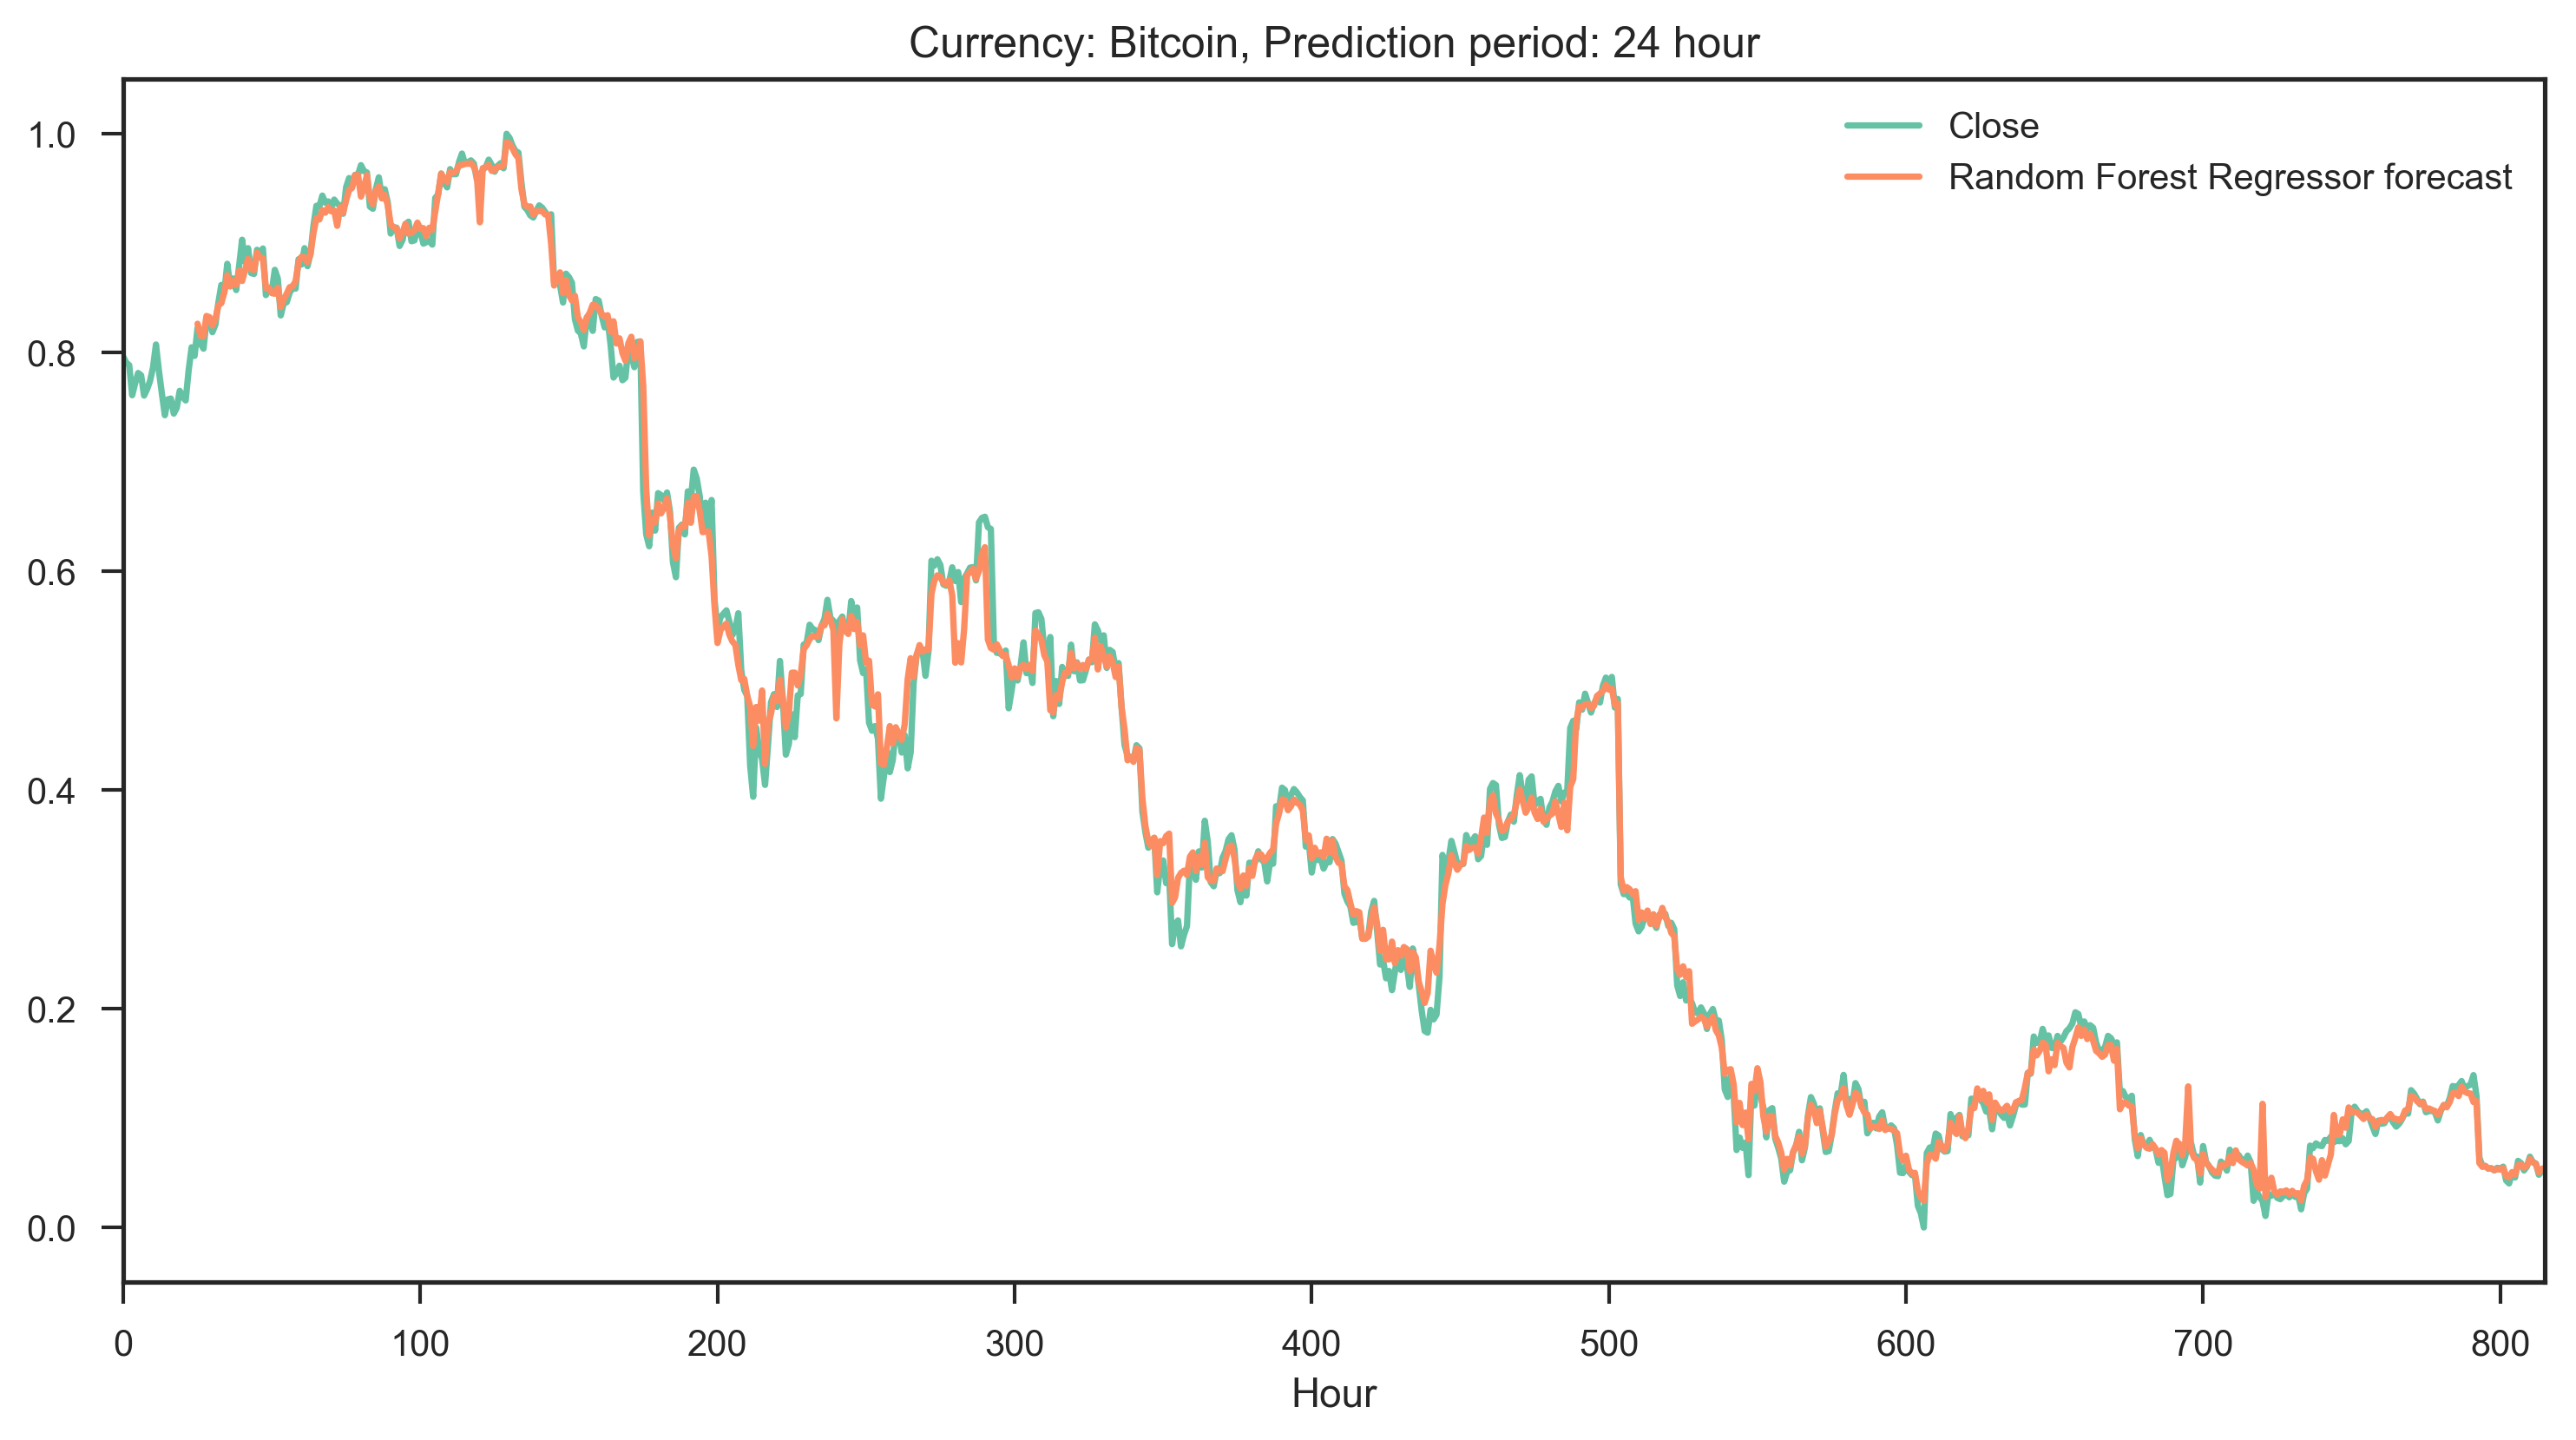 Currency: Bitcoin, Prediction period: 24 hour
Close
Random Forest Regressor forecast
1.0
0.8
0.6
0.4
0.2
0.0
0 100 200 300 400 500 600 700 800
Hour